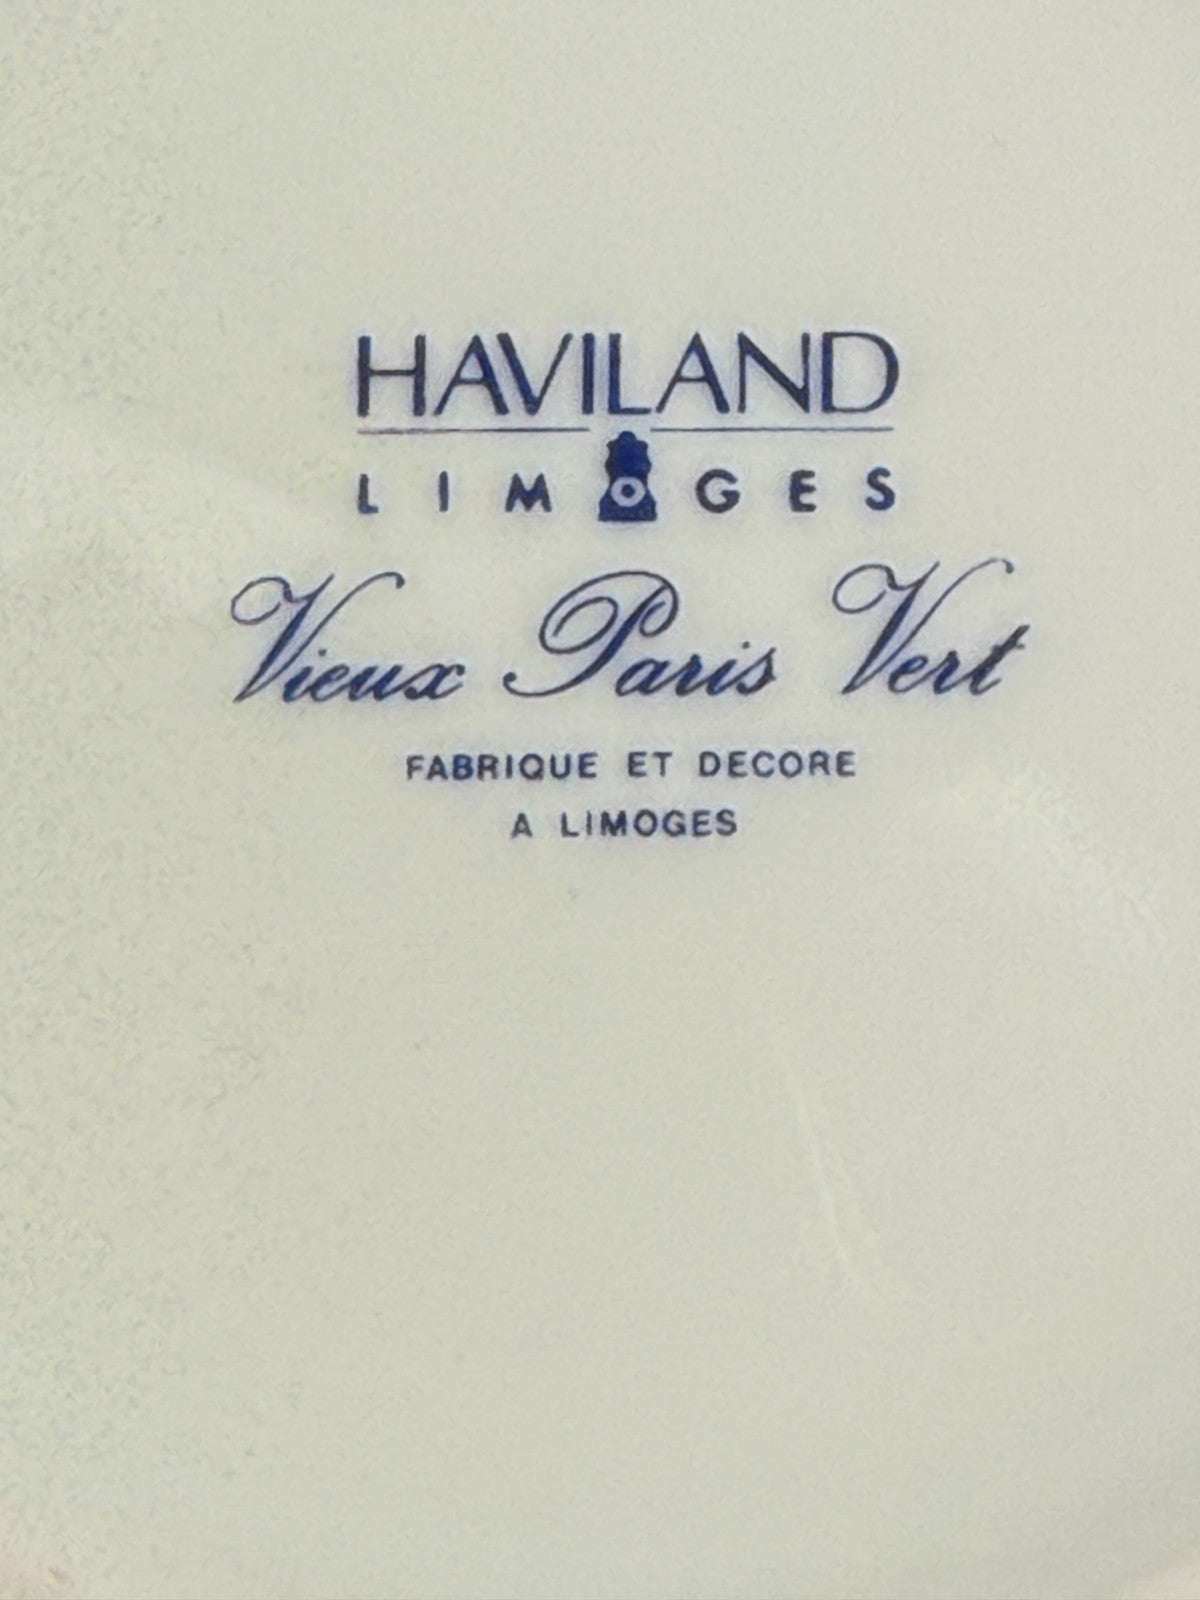 HAVILAND
LIMOGES
Vieux Paris Vert
FABRIQUE ET DECORE
A LIMOGES